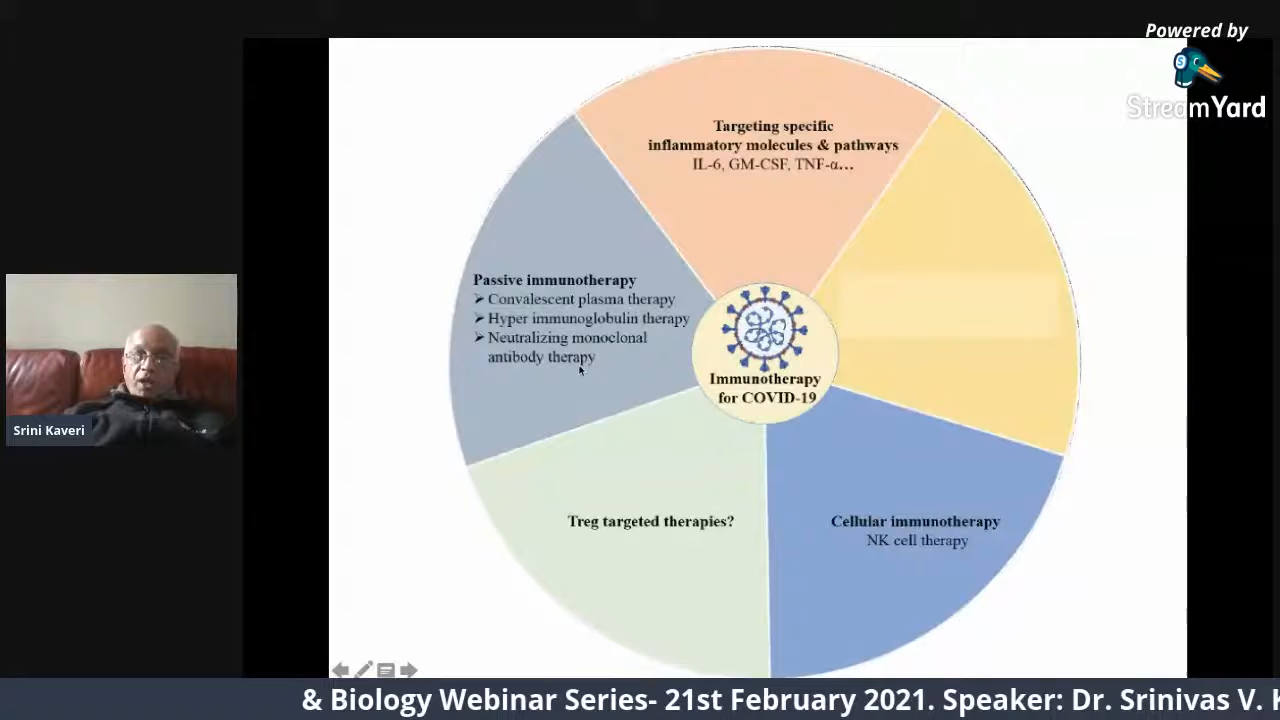 Powered by
StreamYard
Targeting specific
inflammatory molecules & pathways
IL-6, GM-CSF, TNF-α...
Passive immunotherapy
➢ Convalescent plasma therapy
➢ Hyper immunoglobulin therapy
➢ Neutralizing monoclonal
antibody therapy
Immunotherapy
for COVID-19
Treg targeted therapies?
Cellular immunotherapy
NK cell therapy
Srini Kaveri
& Biology Webinar Series- 21st February 2021. Speaker: Dr. Srinivas V.